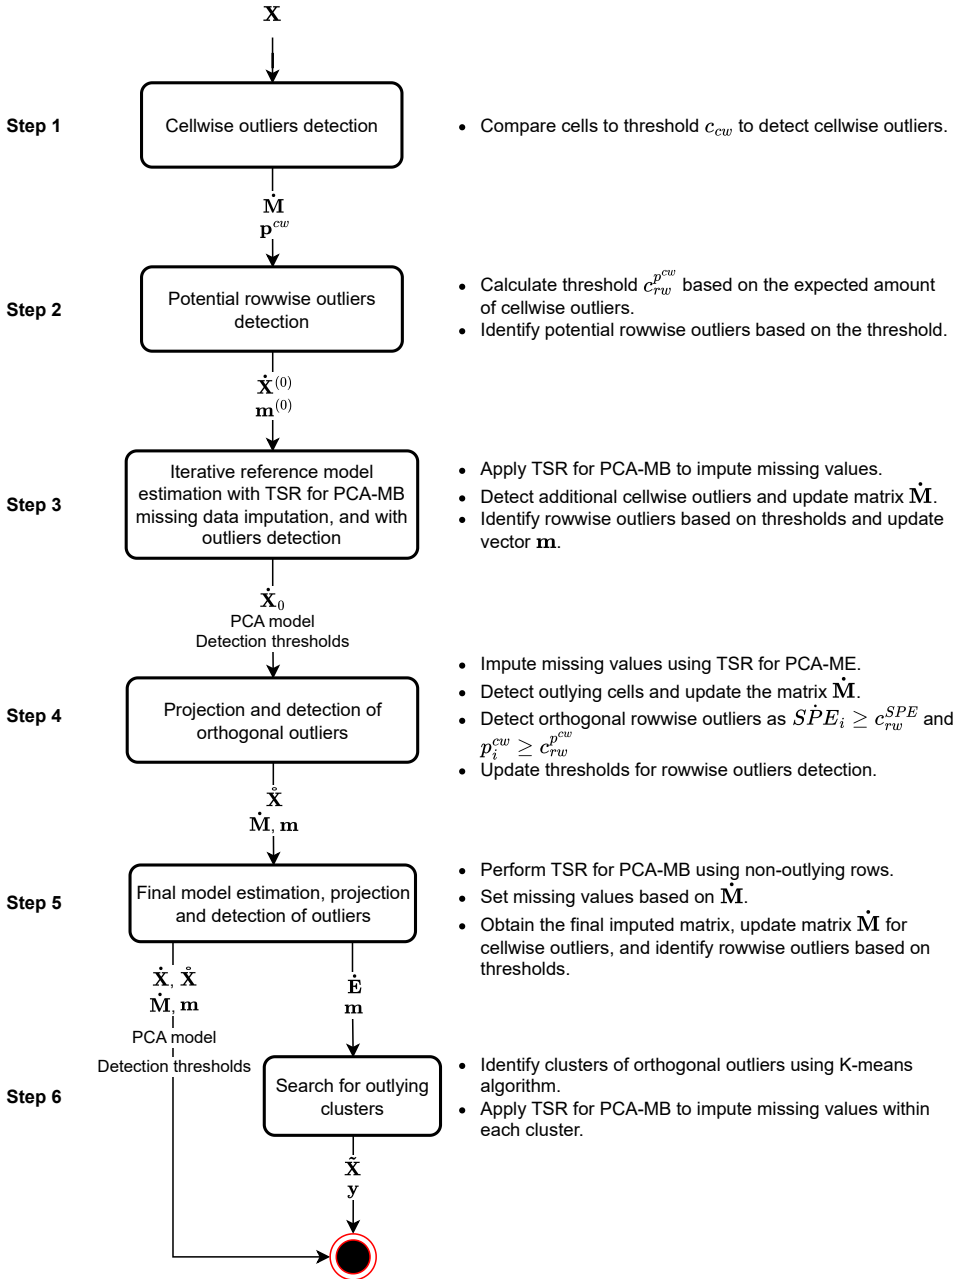 X
Step 1
Cellwise outliers detection
• Compare cells to threshold c_{cw} to detect cellwise outliers.
Ṁ
p^{cw}
Step 2
Potential rowwise outliers
detection
• Calculate threshold c_{rw}^{p^{cw}} based on the expected amount
of cellwise outliers.
• Identify potential rowwise outliers based on the threshold.
Ẋ^{(0)}
m^{(0)}
Step 3
Iterative reference model
estimation with TSR for PCA-MB
missing data imputation, and with
outliers detection
• Apply TSR for PCA-MB to impute missing values.
• Detect additional cellwise outliers and update matrix Ṁ.
• Identify rowwise outliers based on thresholds and update
vector m.
Ẋ_0
PCA model
Detection thresholds
Step 4
Projection and detection of
orthogonal outliers
• Impute missing values using TSR for PCA-ME.
• Detect outlying cells and update the matrix Ṁ.
• Detect orthogonal rowwise outliers as SṖE_i ≥ c_{rw}^{SPE} and
p_i^{cw} ≥ c_{rw}^{p^{cw}}
• Update thresholds for rowwise outliers detection.
X̊
Ṁ, m
Step 5
Final model estimation, projection
and detection of outliers
• Perform TSR for PCA-MB using non-outlying rows.
• Set missing values based on Ṁ.
• Obtain the final imputed matrix, update matrix Ṁ for
cellwise outliers, and identify rowwise outliers based on
thresholds.
Ẋ, X̊
Ṁ, m
PCA model
Detection thresholds
Ė
m
Step 6
Search for outlying
clusters
• Identify clusters of orthogonal outliers using K-means
algorithm.
• Apply TSR for PCA-MB to impute missing values within
each cluster.
X̃
y